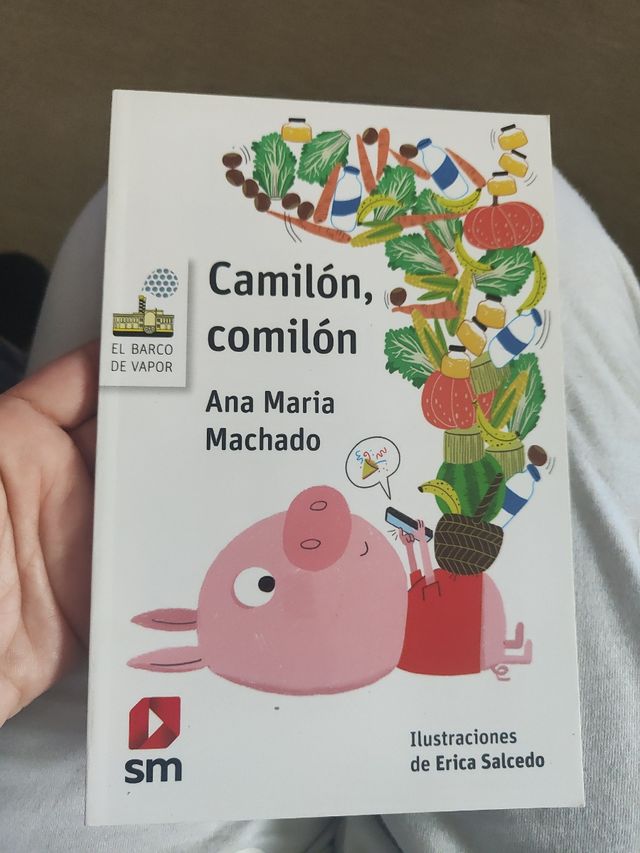 Camilón,
comilón
EL BARCO
DE VAPOR
Ana Maria
Machado
sm
Ilustraciones
de Erica Salcedo